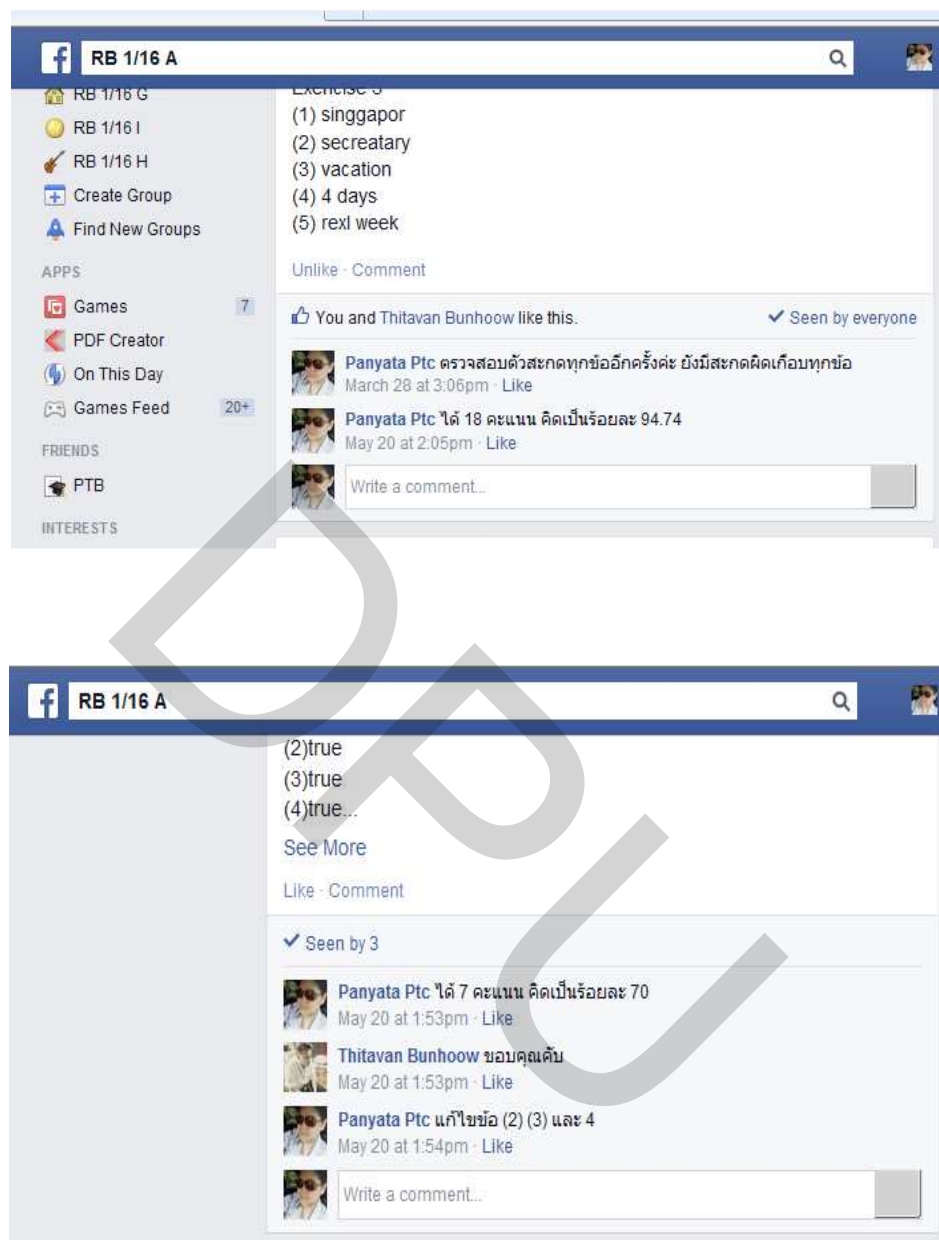 RB 1/16 A
RB 1/16 G
RB 1/16 I
RB 1/16 H
Create Group
Find New Groups
APPS
Games 7
PDF Creator
On This Day
Games Feed 20+
FRIENDS
PTB
INTERESTS
Exencise 3
(1) singgapor
(2) secreatary
(3) vacation
(4) 4 days
(5) rexl week
Unlike · Comment
You and Thitavan Bunhoow like this. Seen by everyone
Panyata Ptc ตรวจสอบตัวสะกดทุกข้ออีกครั้งค่ะ ยังมีสะกดผิดเกือบทุกข้อ
March 28 at 3:06pm · Like
Panyata Ptc ได้ 18 คะแนน คิดเป็นร้อยละ 94.74
May 20 at 2:05pm · Like
Write a comment...
RB 1/16 A
(2)true
(3)true
(4)true...
See More
Like · Comment
Seen by 3
Panyata Ptc ได้ 7 คะแนน คิดเป็นร้อยละ 70
May 20 at 1:53pm · Like
Thitavan Bunhoow ขอบคุณคับ
May 20 at 1:53pm · Like
Panyata Ptc แก้ไขข้อ (2) (3) และ 4
May 20 at 1:54pm · Like
Write a comment...
DPU